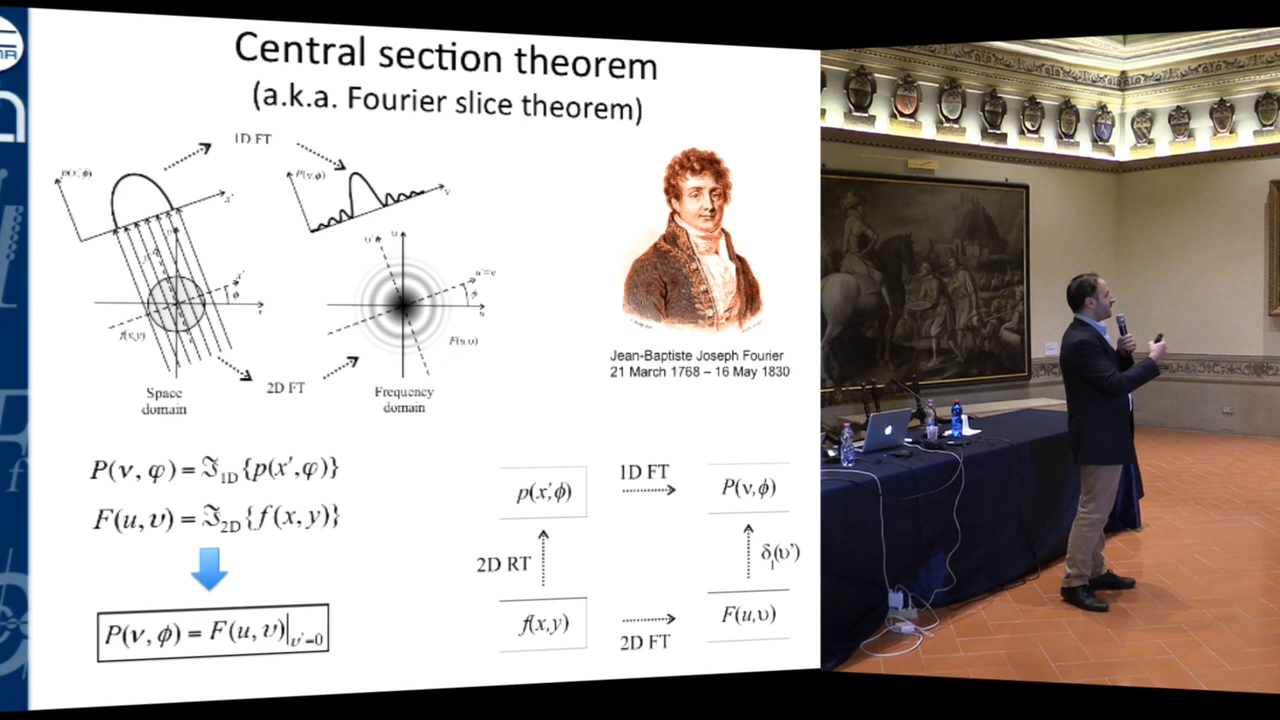 Central section theorem
(a.k.a. Fourier slice theorem)
1D FT
p(x',ϕ)
x'
P(ν,ϕ)
ν
υ'
υ
u'=ν
ϕ
x'
ϕ
x
u
f(x,y)
F(u,υ)
2D FT
Space
domain
Frequency
domain
Jean-Baptiste Joseph Fourier
21 March 1768 – 16 May 1830
P(ν,φ) = ℑ1D{p(x',φ)}
F(u,υ) = ℑ2D{f(x,y)}
P(ν,ϕ) = F(u,υ)|υ'=0
p(x',ϕ)
1D FT
P(ν,ϕ)
2D RT
δl(υ')
f(x,y)
2D FT
F(u,υ)